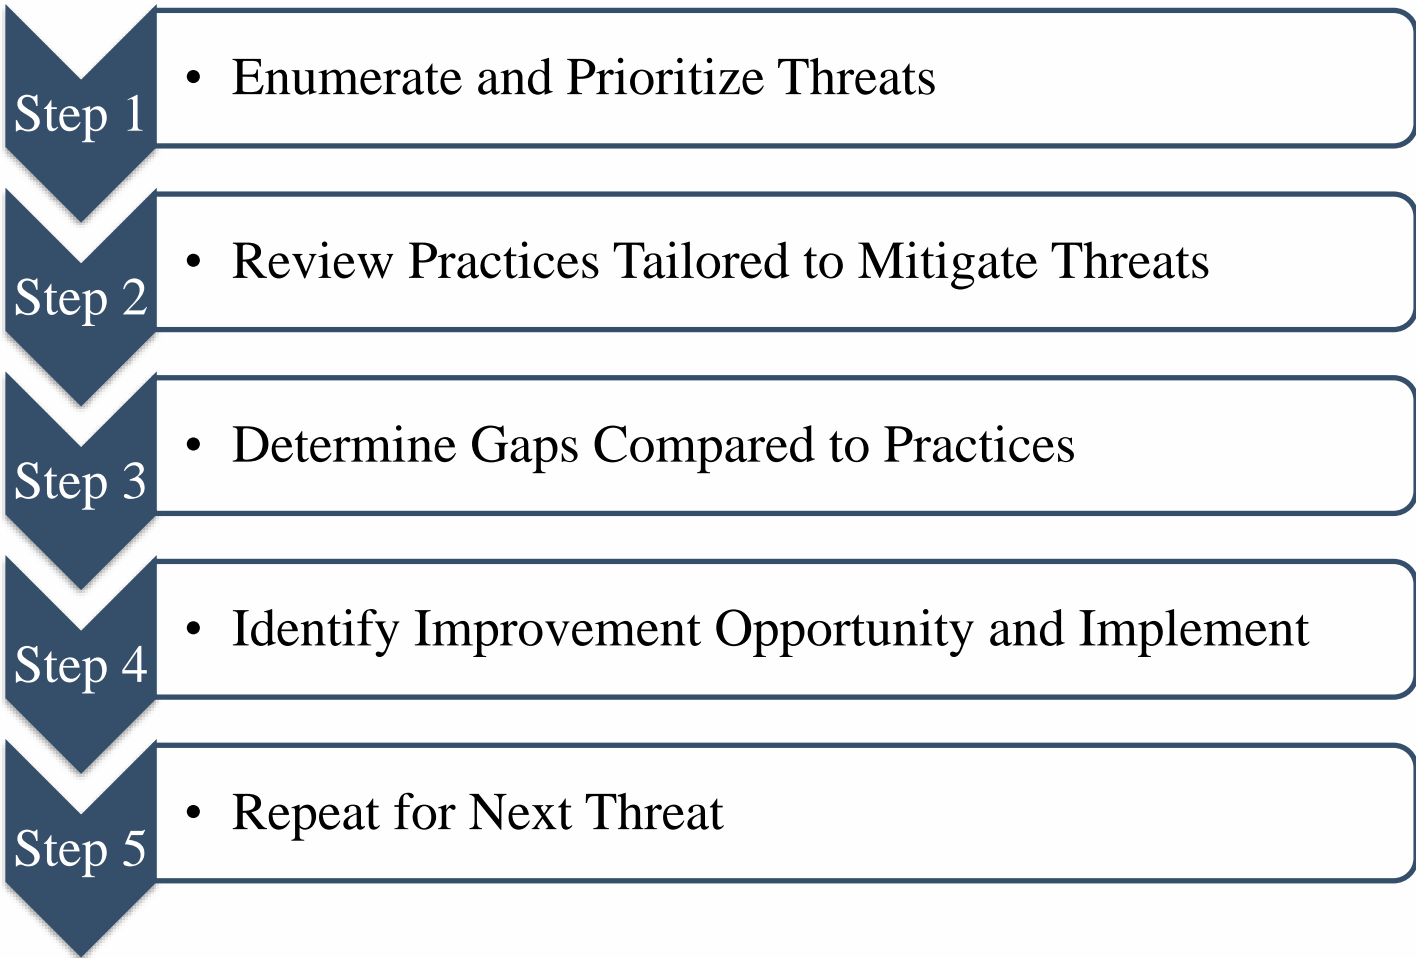 Step 1
• Enumerate and Prioritize Threats
Step 2
• Review Practices Tailored to Mitigate Threats
Step 3
• Determine Gaps Compared to Practices
Step 4
• Identify Improvement Opportunity and Implement
Step 5
• Repeat for Next Threat